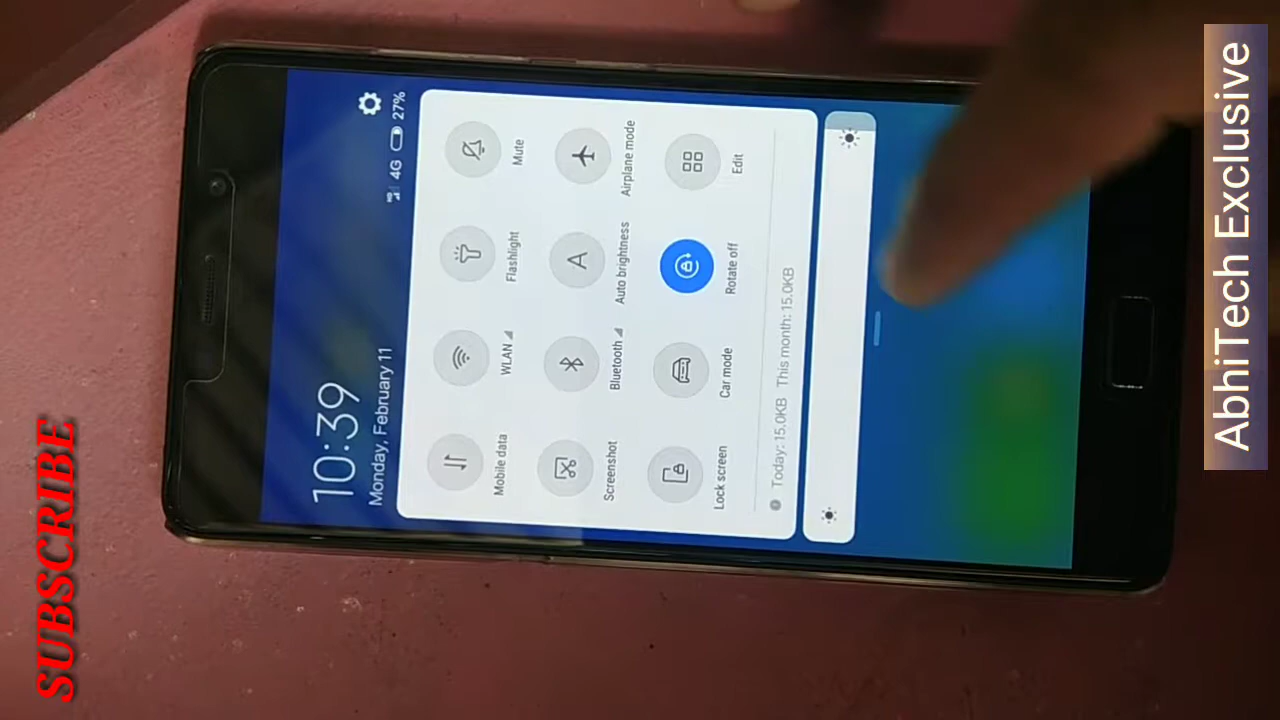 SUBSCRIBE
AbhiTech Exclusive
10:39
Monday, February 11
4G 27%
Mobile data
WLAN
Flashlight
Mute
Screenshot
Bluetooth
Auto brightness
Airplane mode
Lock screen
Car mode
Rotate off
Edit
Today: 15.0KB This month: 15.0KB